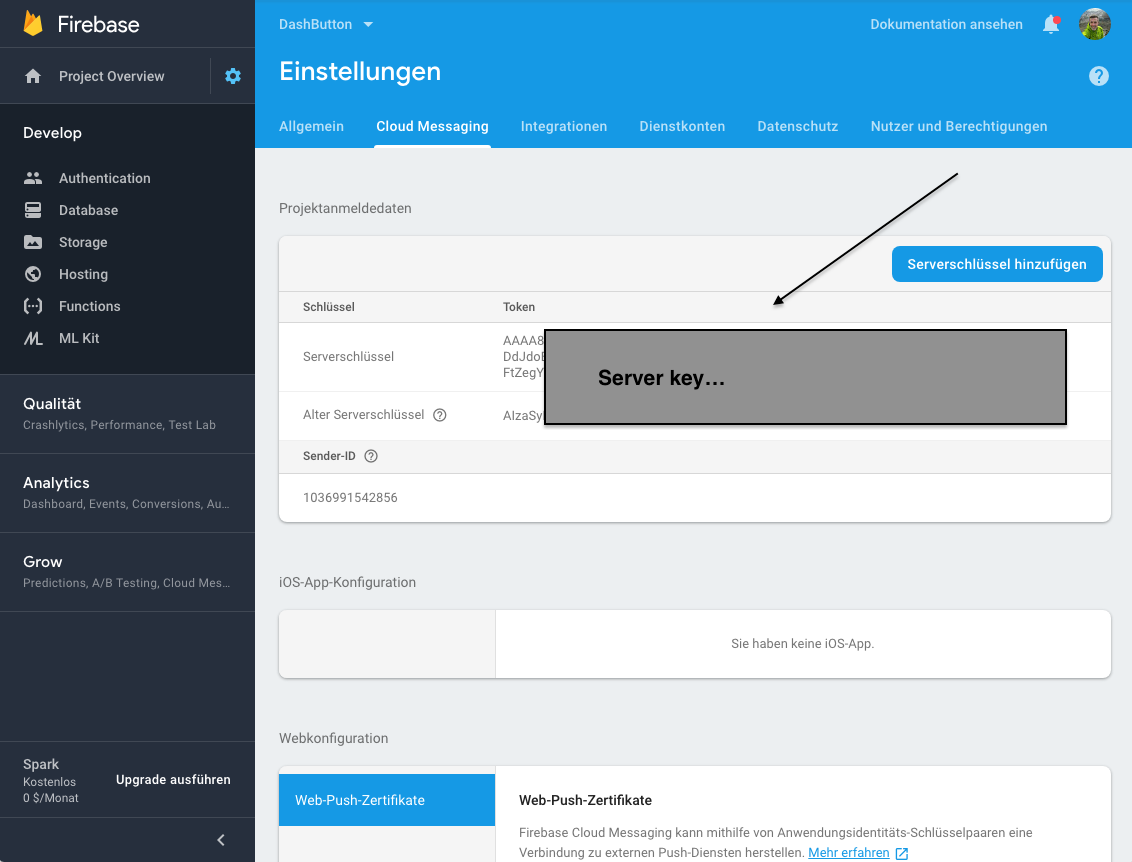 Firebase
Project Overview
Develop
Authentication
Database
Storage
Hosting
Functions
ML Kit
Qualität
Crashlytics, Performance, Test Lab
Analytics
Dashboard, Events, Conversions, Au...
Grow
Predictions, A/B Testing, Cloud Mes...
Spark
Kostenlos
0 $/Monat
Upgrade ausführen
DashButton
Dokumentation ansehen
Einstellungen
Allgemein Cloud Messaging Integrationen Dienstkonten Datenschutz Nutzer und Berechtigungen
Projektanmeldedaten
Serverschlüssel hinzufügen
Schlüssel Token
Serverschlüssel
AAAA8
DdJdo
FtZegY
Server key...
Alter Serverschlüssel AIzaSy
Sender-ID
1036991542856
iOS-App-Konfiguration
Sie haben keine iOS-App.
Webkonfiguration
Web-Push-Zertifikate
Web-Push-Zertifikate
Firebase Cloud Messaging kann mithilfe von Anwendungsidentitäts-Schlüsselpaaren eine
Verbindung zu externen Push-Diensten herstellen. Mehr erfahren